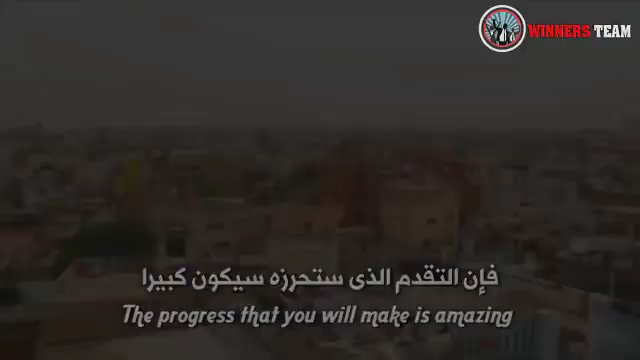 WINNERS TEAM
فإن التقدم الذى ستحرزه سيكون كبيرا
The progress that you will make is amazing